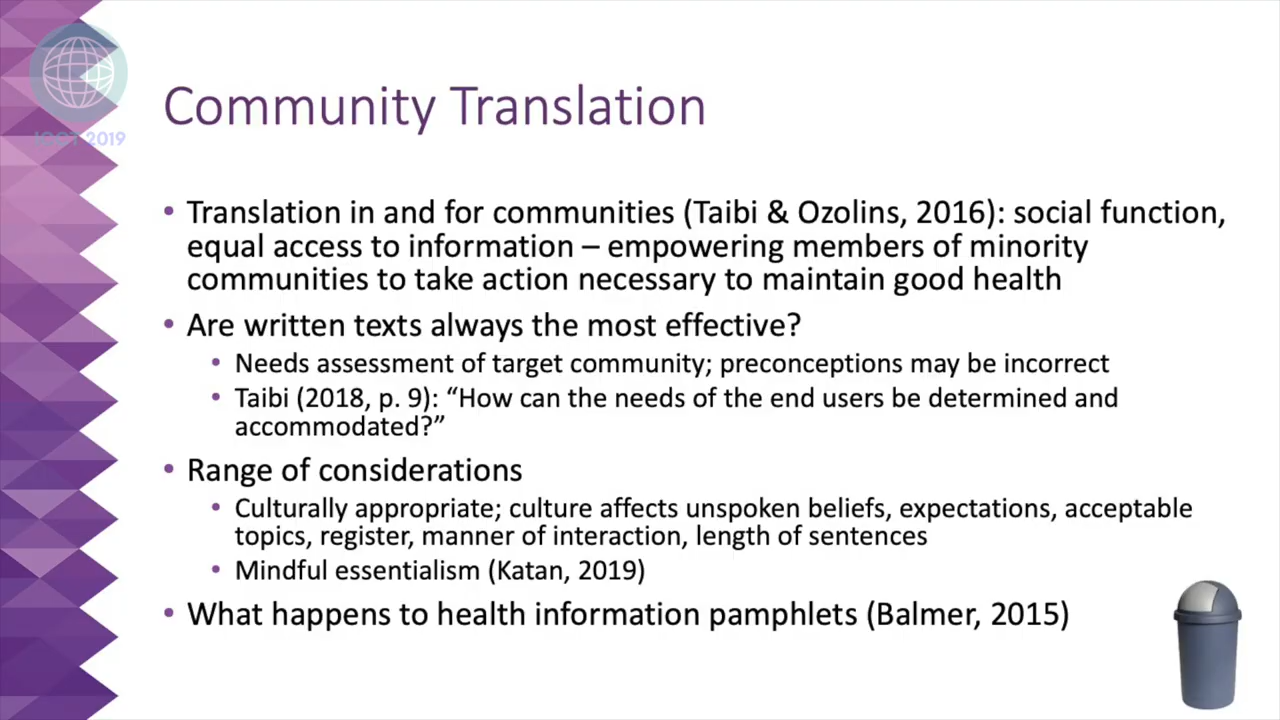 ICCT 2019
Community Translation
• Translation in and for communities (Taibi & Ozolins, 2016): social function,
equal access to information – empowering members of minority
communities to take action necessary to maintain good health
• Are written texts always the most effective?
• Needs assessment of target community; preconceptions may be incorrect
• Taibi (2018, p. 9): “How can the needs of the end users be determined and
accommodated?”
• Range of considerations
• Culturally appropriate; culture affects unspoken beliefs, expectations, acceptable
topics, register, manner of interaction, length of sentences
• Mindful essentialism (Katan, 2019)
• What happens to health information pamphlets (Balmer, 2015)